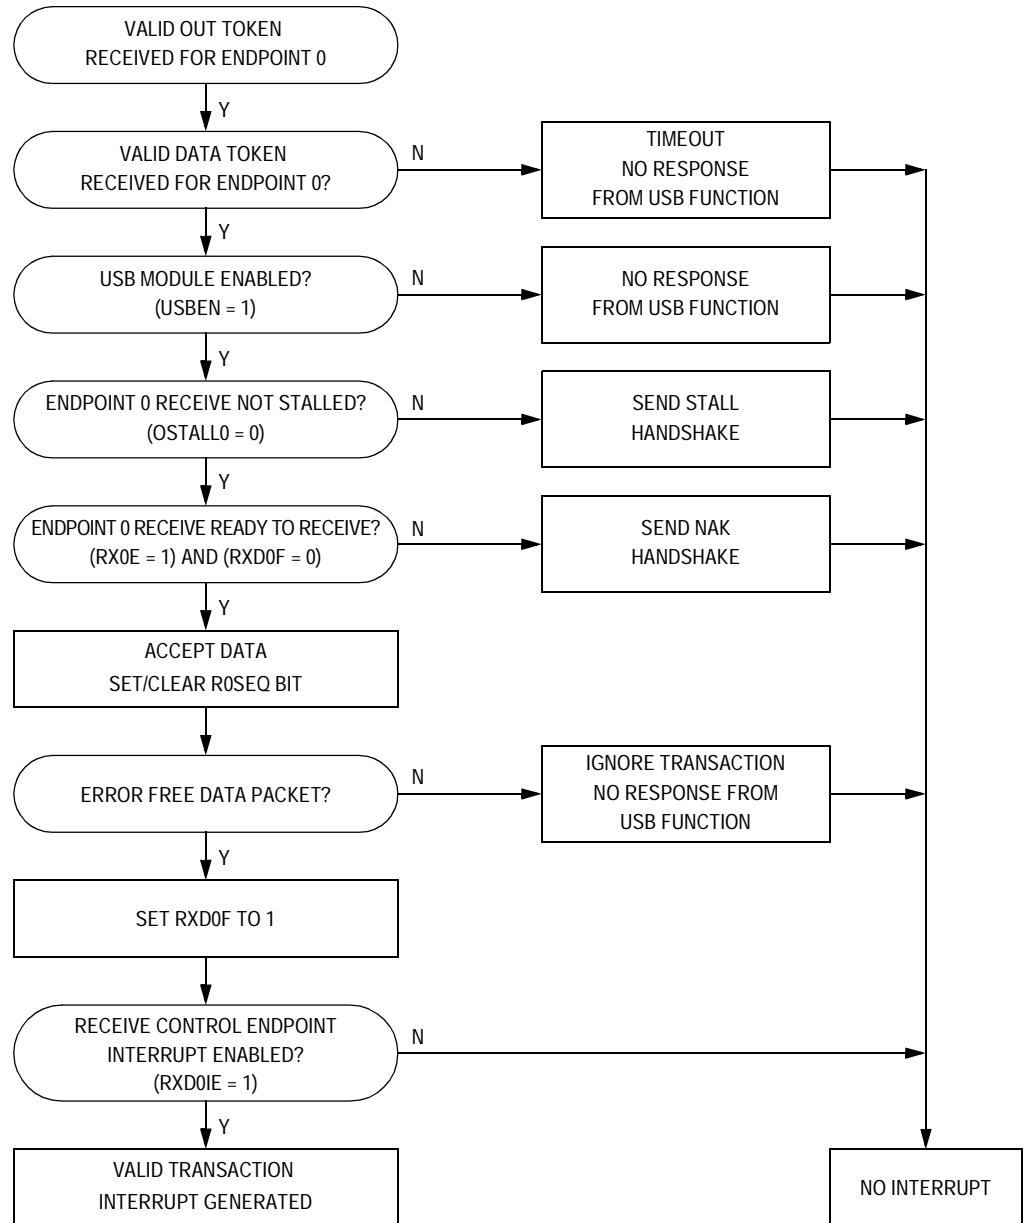 VALID OUT TOKEN
RECEIVED FOR ENDPOINT 0
Y
VALID DATA TOKEN
RECEIVED FOR ENDPOINT 0?
N
TIMEOUT
NO RESPONSE
FROM USB FUNCTION
Y
USB MODULE ENABLED?
(USBEN = 1)
N
NO RESPONSE
FROM USB FUNCTION
Y
ENDPOINT 0 RECEIVE NOT STALLED?
(OSTALL0 = 0)
N
SEND STALL
HANDSHAKE
Y
ENDPOINT 0 RECEIVE READY TO RECEIVE?
(RX0E = 1) AND (RXD0F = 0)
N
SEND NAK
HANDSHAKE
Y
ACCEPT DATA
SET/CLEAR R0SEQ BIT
ERROR FREE DATA PACKET?
N
IGNORE TRANSACTION
NO RESPONSE FROM
USB FUNCTION
Y
SET RXD0F TO 1
RECEIVE CONTROL ENDPOINT
INTERRUPT ENABLED?
(RXD0IE = 1)
N
Y
VALID TRANSACTION
INTERRUPT GENERATED
NO INTERRUPT